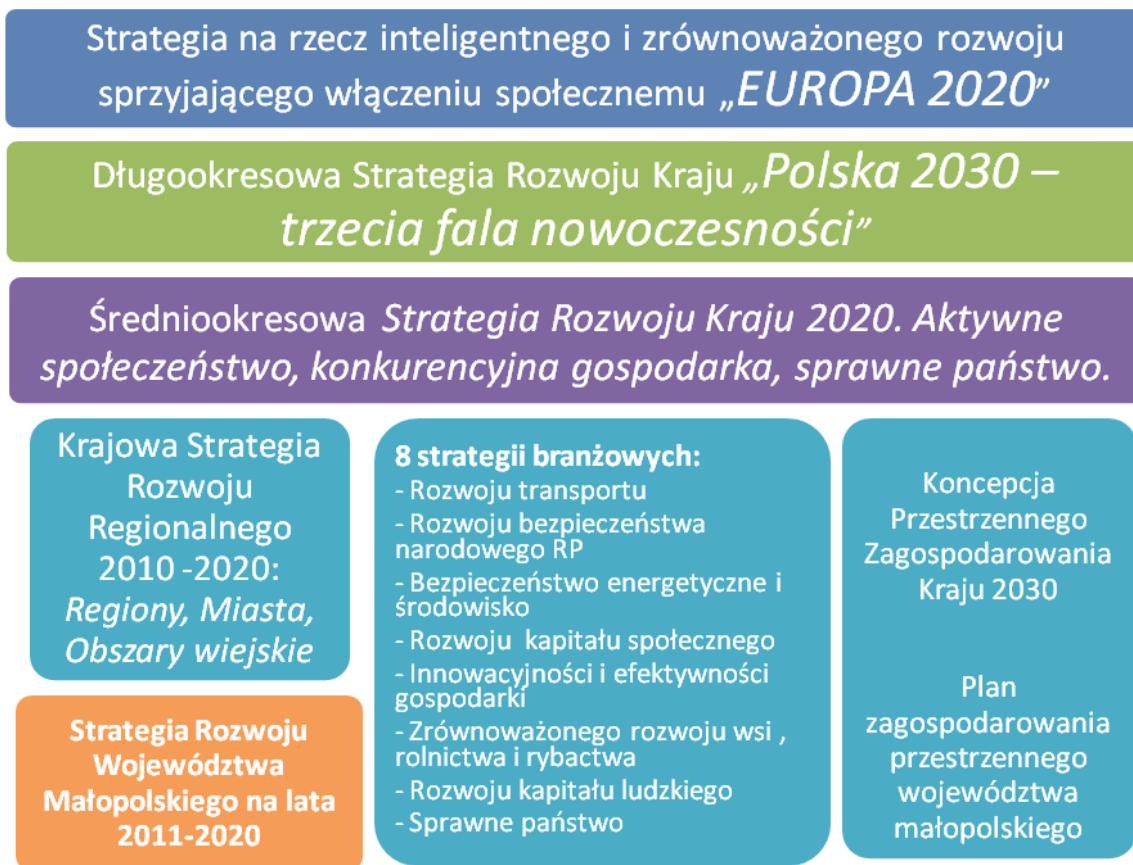 Strategia na rzecz inteligentnego i zrównoważonego rozwoju
sprzyjającego włączeniu społecznemu „EUROPA 2020”
Długookresowa Strategia Rozwoju Kraju „Polska 2030 –
trzecia fala nowoczesności”
Średniookresowa Strategia Rozwoju Kraju 2020. Aktywne
społeczeństwo, konkurencyjna gospodarka, sprawne państwo.
Krajowa Strategia
Rozwoju
Regionalnego
2010 -2020:
Regiony, Miasta,
Obszary wiejskie
Strategia Rozwoju
Województwa
Małopolskiego na lata
2011-2020
8 strategii branżowych:
- Rozwoju transportu
- Rozwoju bezpieczeństwa
narodowego RP
- Bezpieczeństwo energetyczne i
środowisko
- Rozwoju kapitału społecznego
- Innowacyjności i efektywności
gospodarki
- Zrównoważonego rozwoju wsi ,
rolnictwa i rybactwa
- Rozwoju kapitału ludzkiego
- Sprawne państwo
Koncepcja
Przestrzennego
Zagospodarowania
Kraju 2030
Plan
zagospodarowania
przestrzennego
województwa
małopolskiego